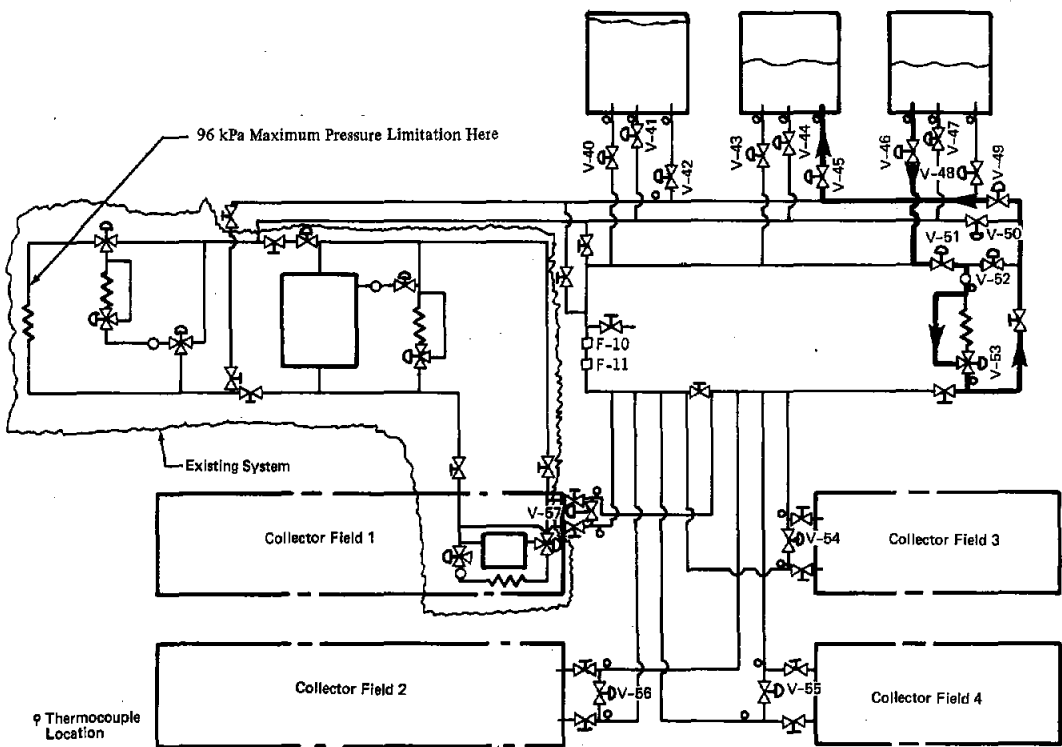 96 kPa Maximum Pressure Limitation Here
V-40
V-41
V-42
V-43
V-44
V-45
V-46
V-47
V-48
V-49
V-50
V-51
V-52
V-53
F-10
F-11
Existing System
V-57
Collector Field 1
V-54
Collector Field 3
Collector Field 2
V-56
V-55
Collector Field 4
Thermocouple
Location